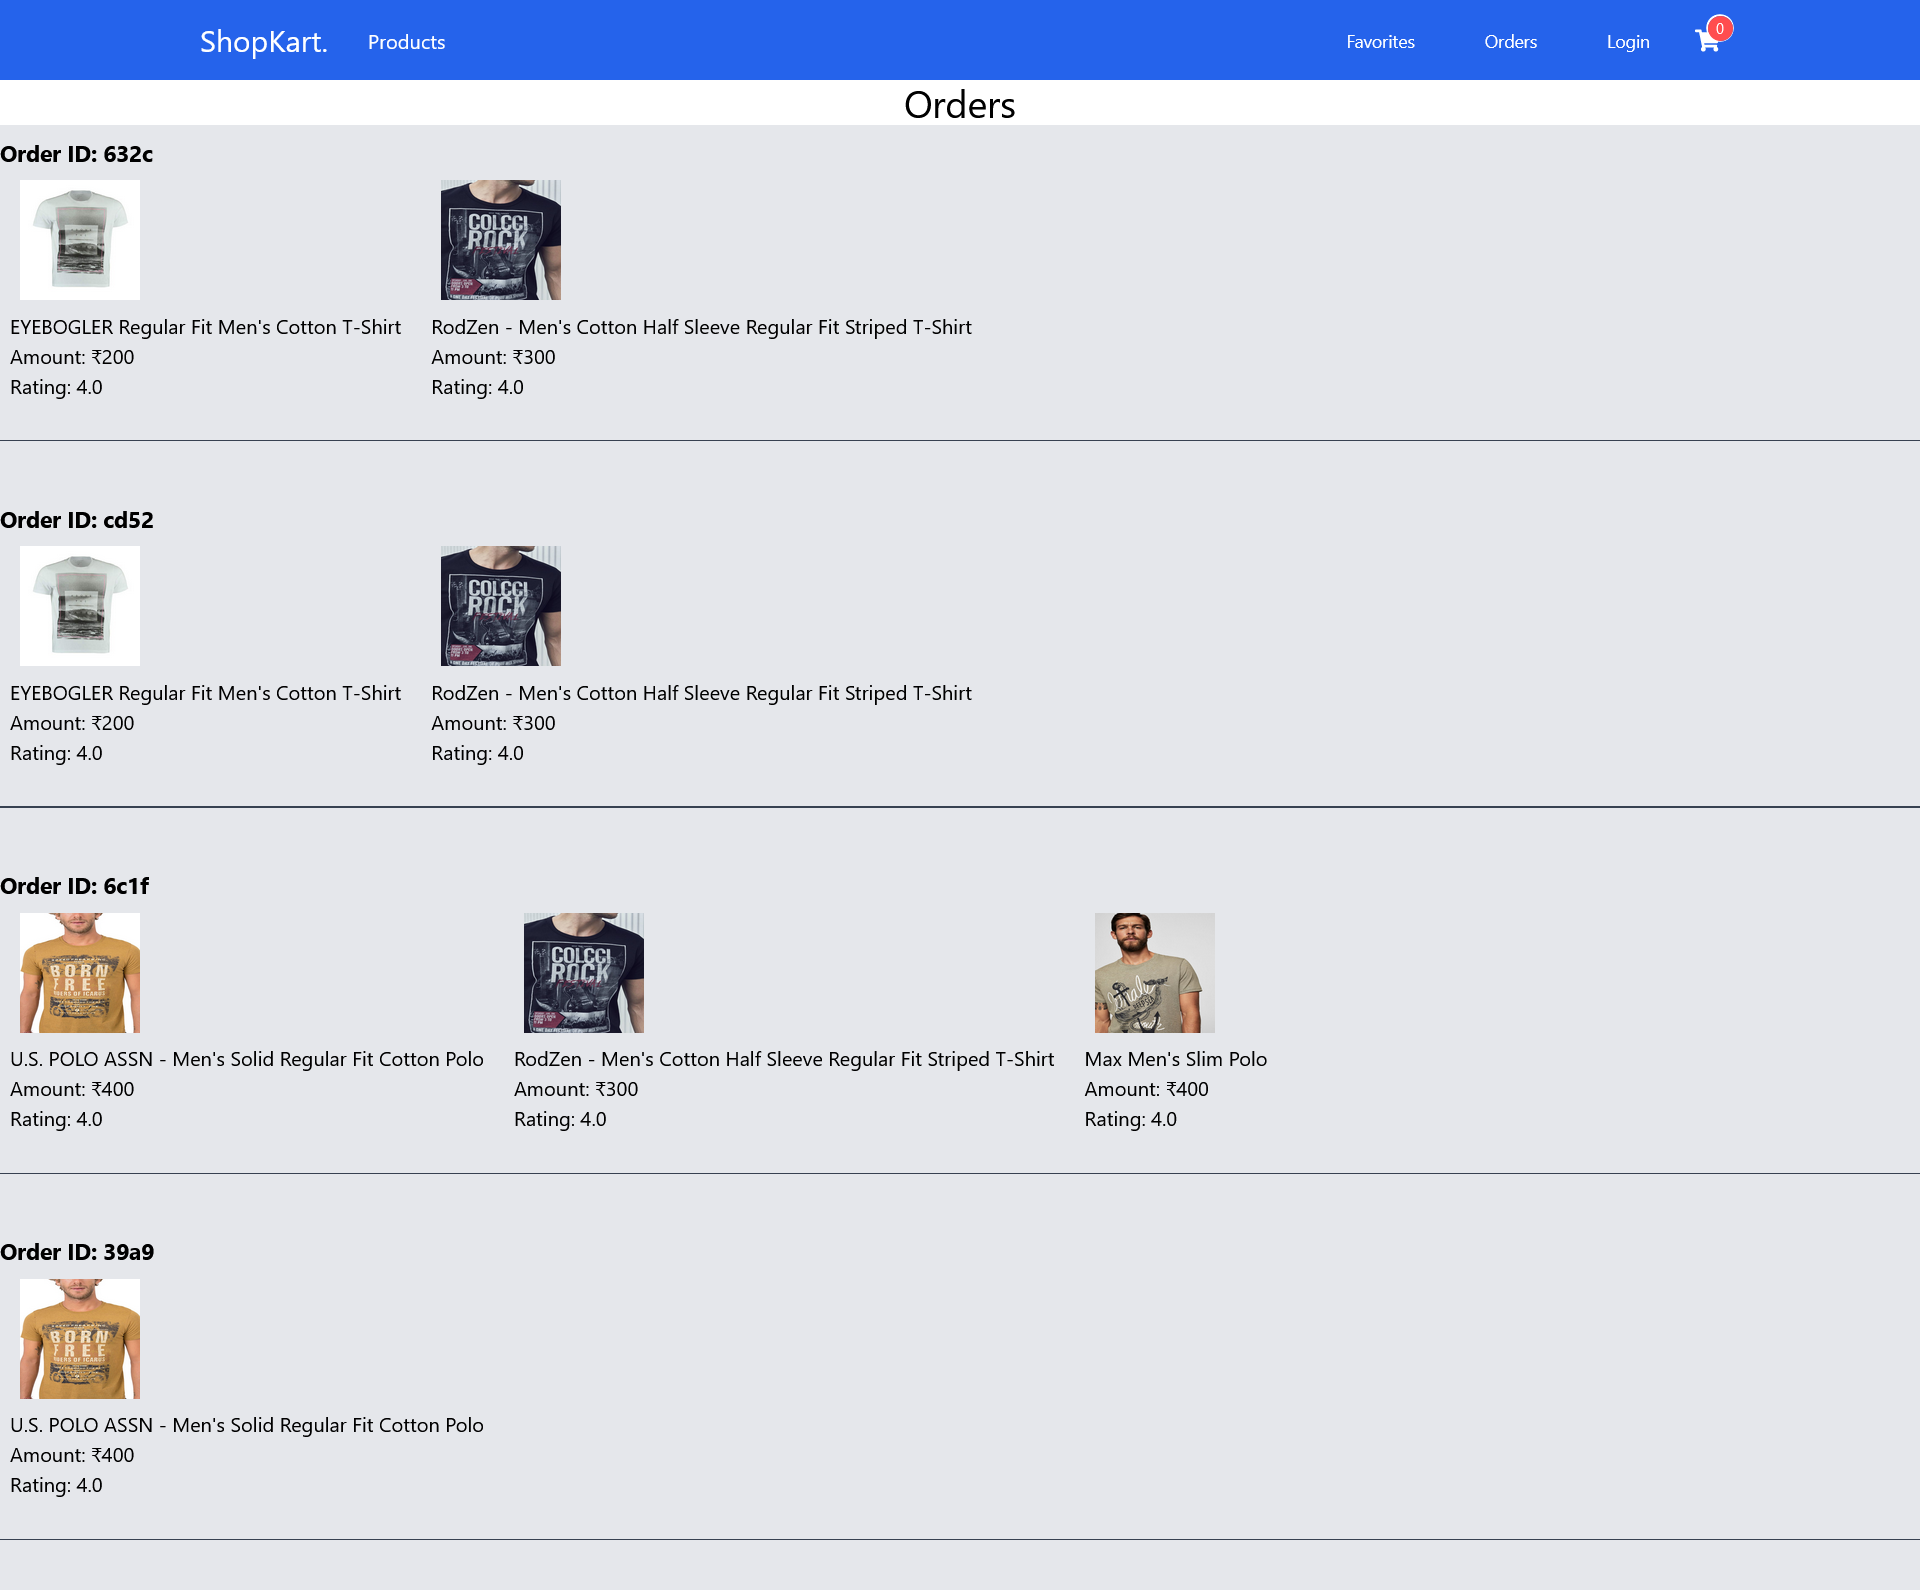 ShopKart. Products Favorites Orders Login 0
Orders
Order ID: 632c
COLCCI
ROCK
EYEBOGLER Regular Fit Men's Cotton T-Shirt RodZen - Men's Cotton Half Sleeve Regular Fit Striped T-Shirt
Amount: ₹200 Amount: ₹300
Rating: 4.0 Rating: 4.0
Order ID: cd52
COLCCI
ROCK
EYEBOGLER Regular Fit Men's Cotton T-Shirt RodZen - Men's Cotton Half Sleeve Regular Fit Striped T-Shirt
Amount: ₹200 Amount: ₹300
Rating: 4.0 Rating: 4.0
Order ID: 6c1f
BORN COLCCI
FREE ROCK
RIDERS OF ICARUS
U.S. POLO ASSN - Men's Solid Regular Fit Cotton Polo RodZen - Men's Cotton Half Sleeve Regular Fit Striped T-Shirt Max Men's Slim Polo
Amount: ₹400 Amount: ₹300 Amount: ₹400
Rating: 4.0 Rating: 4.0 Rating: 4.0
Order ID: 39a9
BORN
FREE
RIDERS OF ICARUS
U.S. POLO ASSN - Men's Solid Regular Fit Cotton Polo
Amount: ₹400
Rating: 4.0